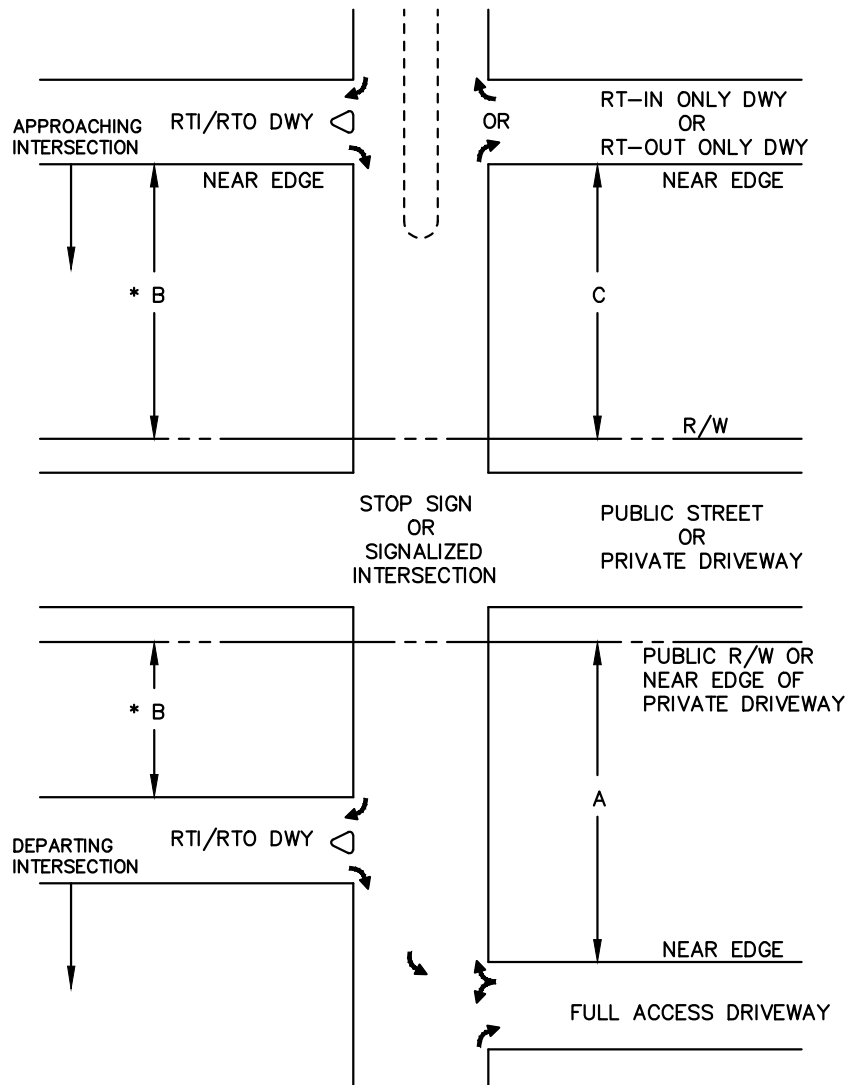 RT-IN ONLY DWY
OR
RT-OUT ONLY DWY
RTI/RTO DWY
OR
APPROACHING
INTERSECTION
NEAR EDGE
NEAR EDGE
* B
C
R/W
STOP SIGN
OR
SIGNALIZED
INTERSECTION
PUBLIC STREET
OR
PRIVATE DRIVEWAY
PUBLIC R/W OR
NEAR EDGE OF
PRIVATE DRIVEWAY
* B
A
RTI/RTO DWY
DEPARTING
INTERSECTION
NEAR EDGE
FULL ACCESS DRIVEWAY